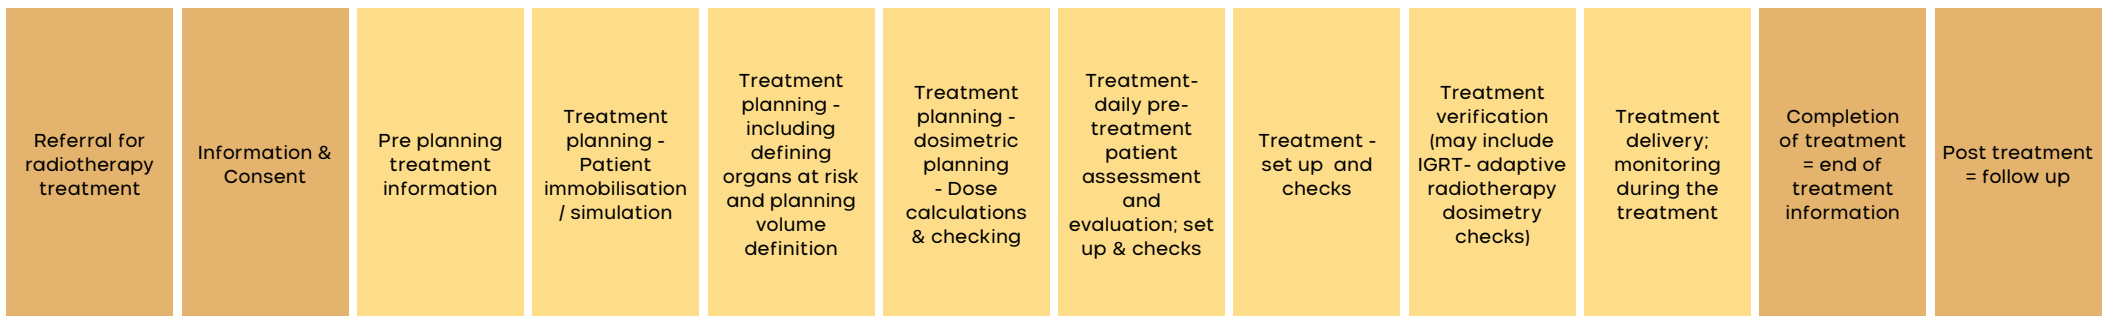 Referral for
radiotherapy
treatment
Information &
Consent
Pre planning
treatment
information
Treatment
planning -
Patient
immobilisation
/ simulation
Treatment
planning -
including
defining
organs at risk
and planning
volume
definition
Treatment
planning -
dosimetric
planning
- Dose
calculations
& checking
Treatment-
daily pre-
treatment
patient
assessment
and
evaluation; set
up & checks
Treatment -
set up and
checks
Treatment
verification
(may include
IGRT- adaptive
radiotherapy
dosimetry
checks)
Treatment
delivery;
monitoring
during the
treatment
Completion
of treatment
= end of
treatment
information
Post treatment
= follow up